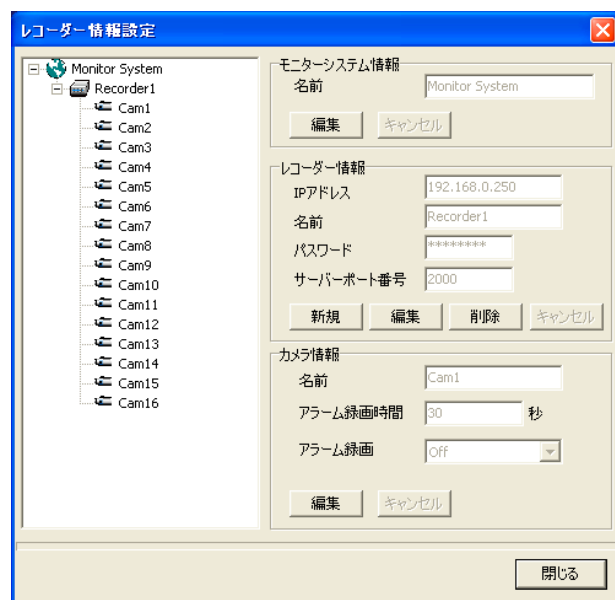 レコーダー情報設定
Monitor System
Recorder1
Cam1
Cam2
Cam3
Cam4
Cam5
Cam6
Cam7
Cam8
Cam9
Cam10
Cam11
Cam12
Cam13
Cam14
Cam15
Cam16
モニターシステム情報
名前 Monitor System
編集 キャンセル
レコーダー情報
IPアドレス 192.168.0.250
名前 Recorder1
パスワード ********
サーバーポート番号 2000
新規 編集 削除 キャンセル
カメラ情報
名前 Cam1
アラーム録画時間 30 秒
アラーム録画 Off
編集 キャンセル
閉じる